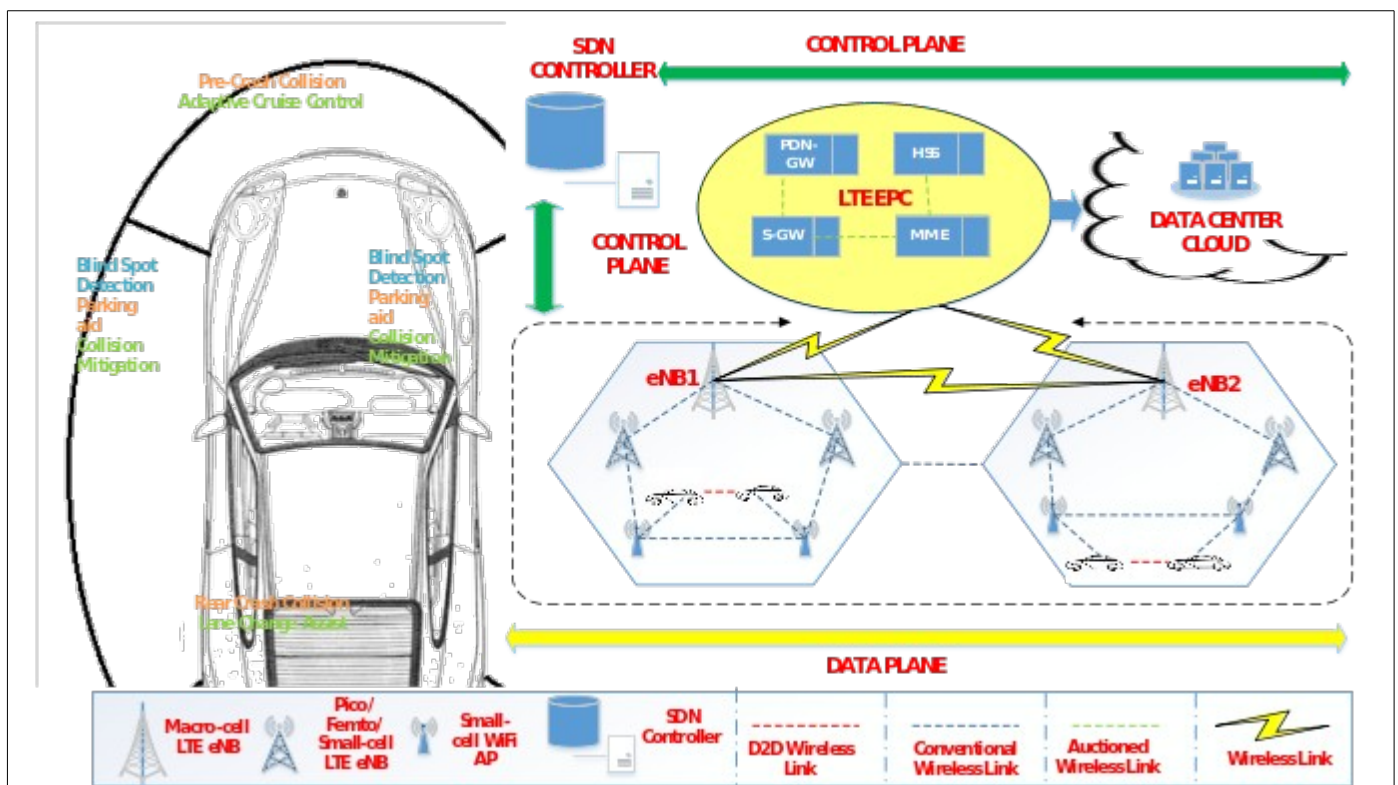 Pre-Crash Collision
Adaptive Cruise Control
Blind Spot
Detection
Parking
aid
Collision
Mitigation
Blind Spot
Detection
Parking
aid
Collision
Mitigation
Rear Crash Collision
Lane Change Assist
SDN
CONTROLLER
CONTROL PLANE
PDN-
GW
HSS
LTE EPC
S-GW
MME
DATA CENTER
CLOUD
CONTROL
PLANE
eNB1
eNB2
DATA PLANE
Macro-cell
LTE eNB
Pico/
Femto/
Small-cell
LTE eNB
Small-
cell WiFi
AP
SDN
Controller
D2D Wireless
Link
Conventional
Wireless Link
Auctioned
Wireless Link
Wireless Link